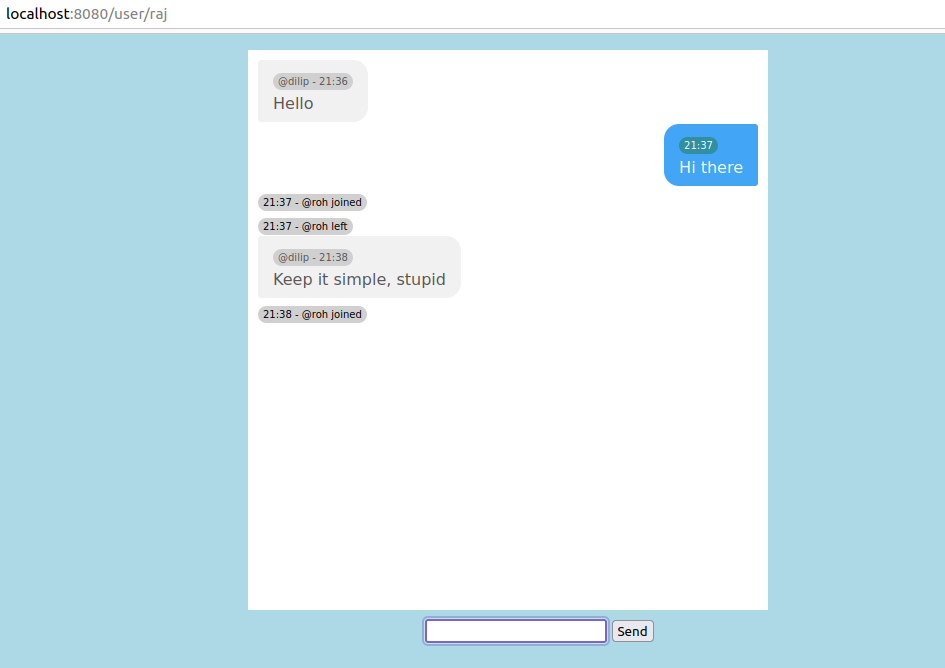 localhost:8080/user/raj
@dilip - 21:36
Hello
21:37
Hi there
21:37 - @roh joined
21:37 - @roh left
@dilip - 21:38
Keep it simple, stupid
21:38 - @roh joined
Send